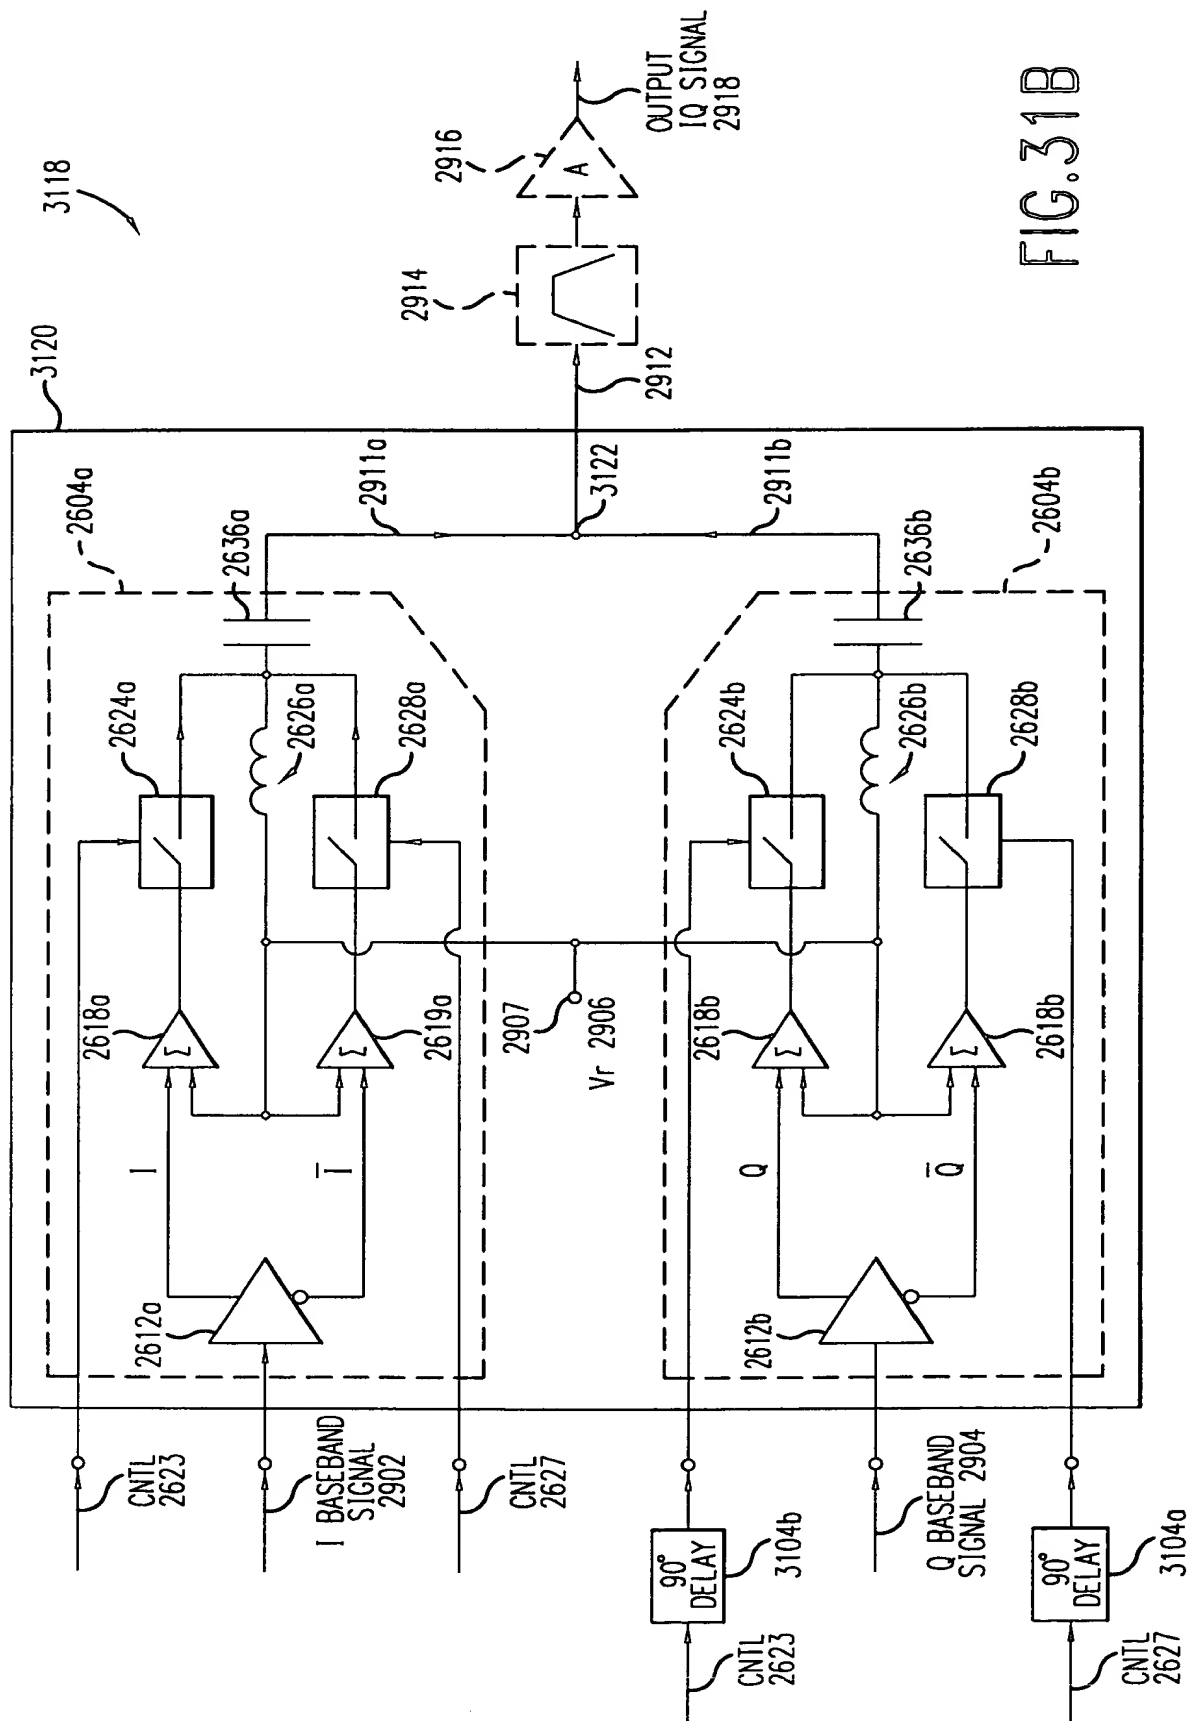 3118
3120
2604a
2636a
2911a
2624a
2626a
2628a
2618a
2619a
Σ
Σ
I
I̅
2612a
CNTL
2623
I BASEBAND
SIGNAL
2902
CNTL
2627
2907
Vr 2906
3122
2912
2914
2916
A
OUTPUT
IQ SIGNAL
2918
2911b
2604b
2636b
2624b
2626b
2628b
2618b
2618b
Σ
Σ
Q
Q̅
2612b
90°
DELAY
3104b
CNTL
2623
Q BASEBAND
SIGNAL 2904
90°
DELAY
3104a
CNTL
2627
FIG.31B